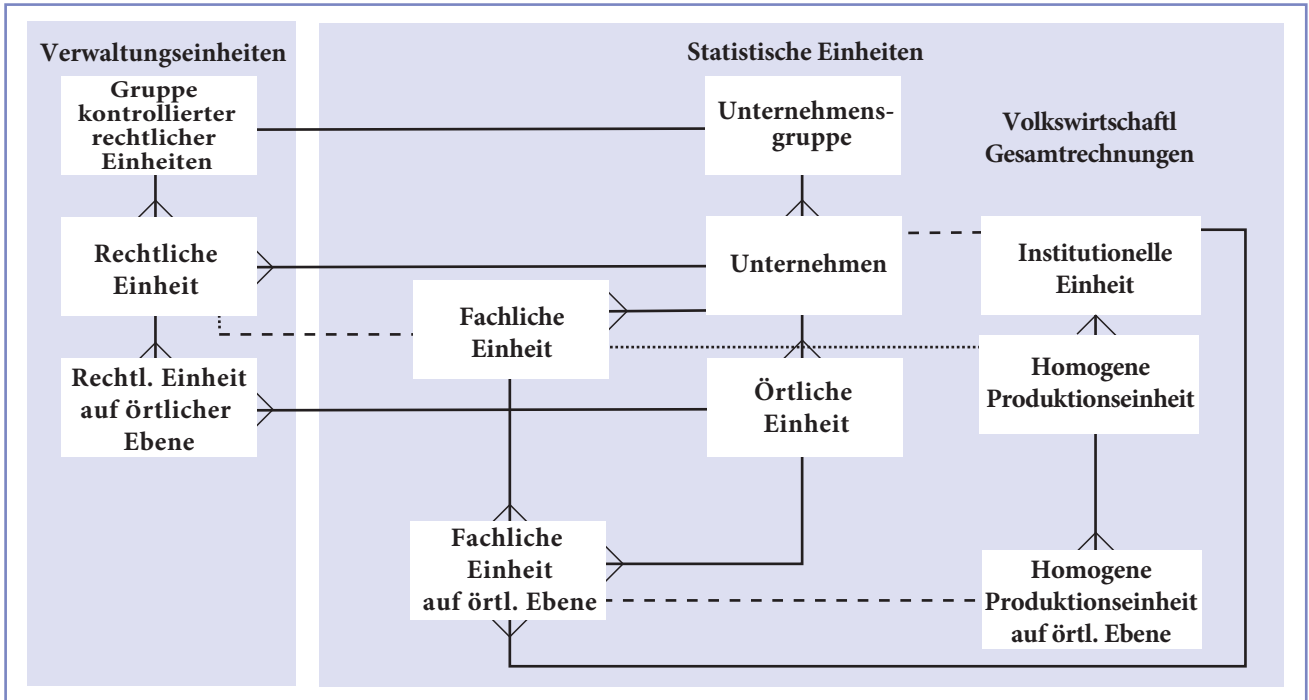 Verwaltungseinheiten
Gruppe
kontrollierter
rechtlicher
Einheiten
Rechtliche
Einheit
Rechtl. Einheit
auf örtlicher
Ebene
Statistische Einheiten
Unternehmens-
gruppe
Volkswirtschaftl
Gesamtrechnungen
Unternehmen
Institutionelle
Einheit
Fachliche
Einheit
Homogene
Produktionseinheit
Örtliche
Einheit
Fachliche
Einheit
auf örtl. Ebene
Homogene
Produktionseinheit
auf örtl. Ebene